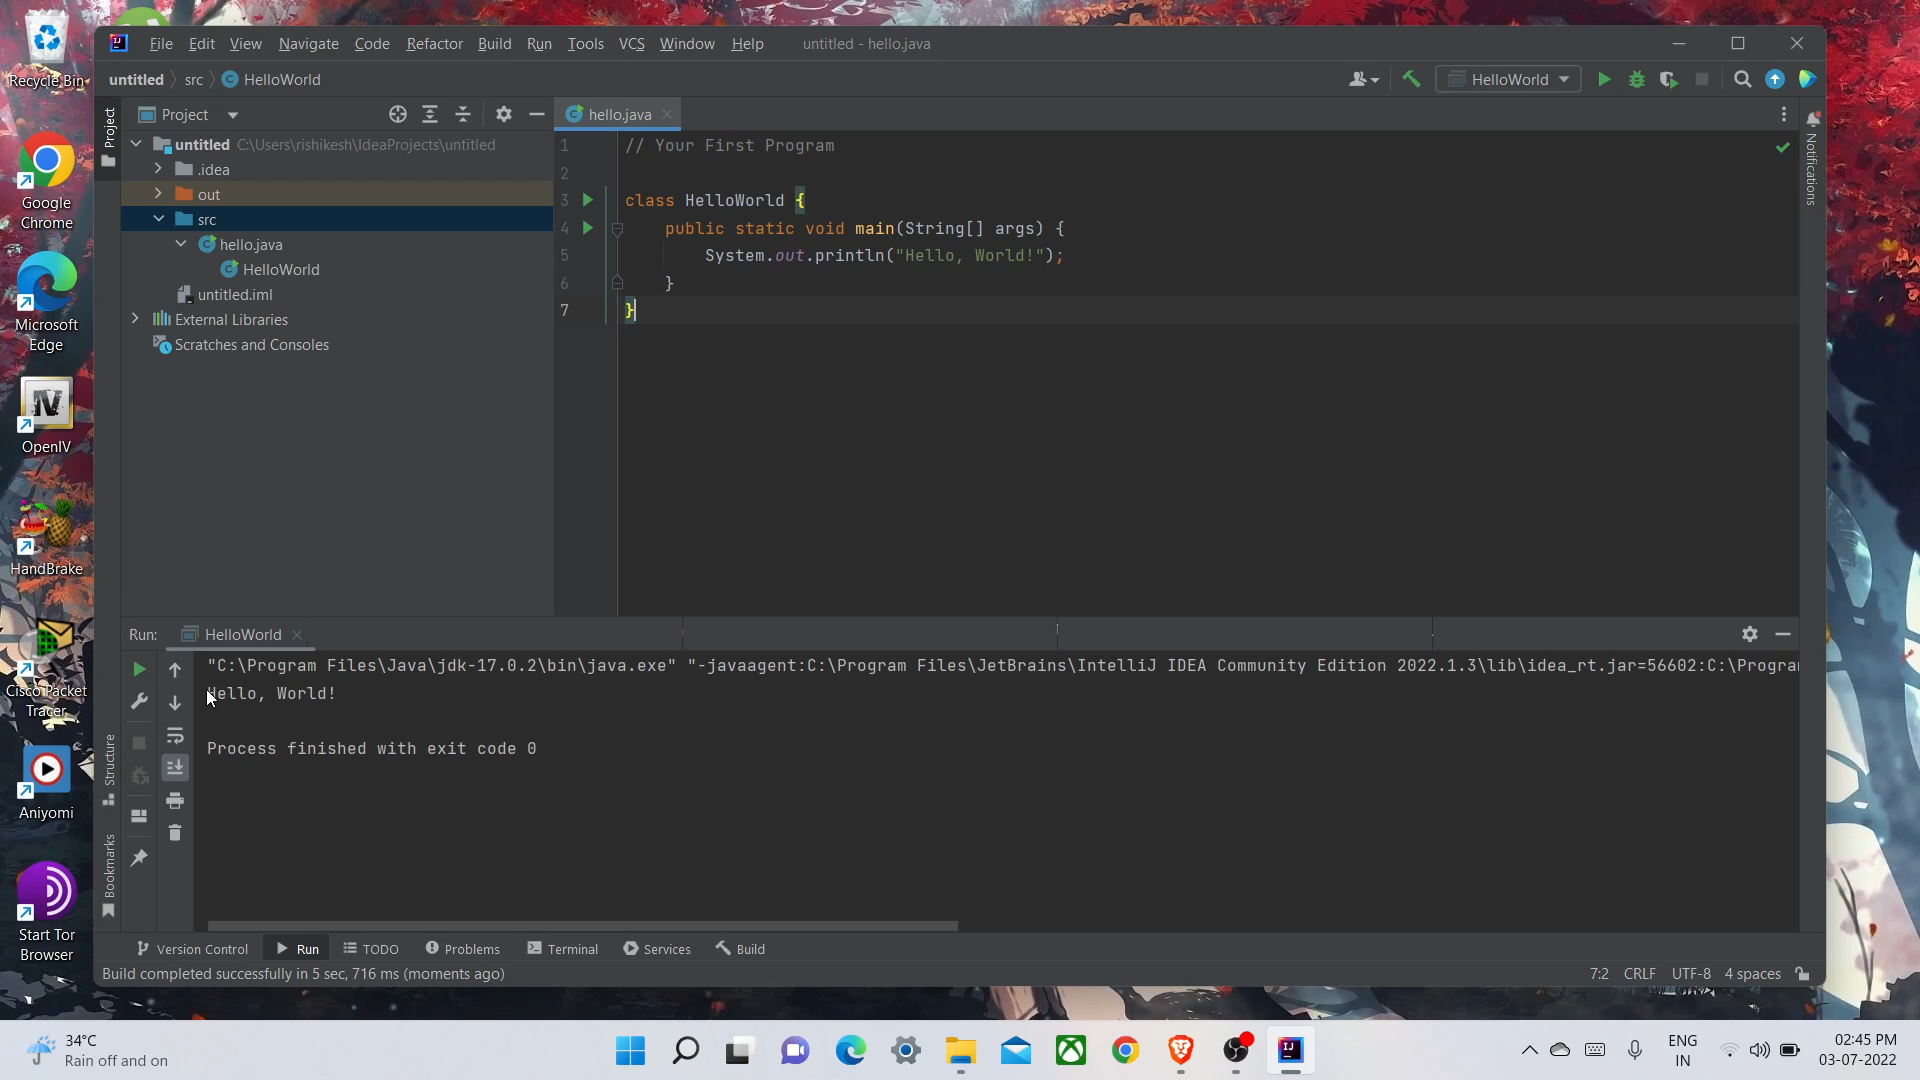 Recycle Bin
Google
Chrome
Microsoft
Edge
OpenIV
HandBrake
Cisco Packet
Tracer
Aniyomi
Start Tor
Browser
File Edit View Navigate Code Refactor Build Run Tools VCS Window Help untitled - hello.java
untitled src HelloWorld
HelloWorld
Project
Project
untitled C:\Users\rishikesh\IdeaProjects\untitled
.idea
out
src
hello.java
HelloWorld
untitled.iml
External Libraries
Scratches and Consoles
hello.java
1 // Your First Program
2
3 class HelloWorld {
4 public static void main(String[] args) {
5 System.out.println("Hello, World!");
6 }
7 }
Notifications
Run: HelloWorld
"C:\Program Files\Java\jdk-17.0.2\bin\java.exe" "-javaagent:C:\Program Files\JetBrains\IntelliJ IDEA Community Edition 2022.1.3\lib\idea_rt.jar=56602:C:\Progra
Hello, World!
Process finished with exit code 0
Structure
Bookmarks
Version Control Run TODO Problems Terminal Services Build
Build completed successfully in 5 sec, 716 ms (moments ago) 7:2 CRLF UTF-8 4 spaces
34°C
Rain off and on
ENG
IN
02:45 PM
03-07-2022